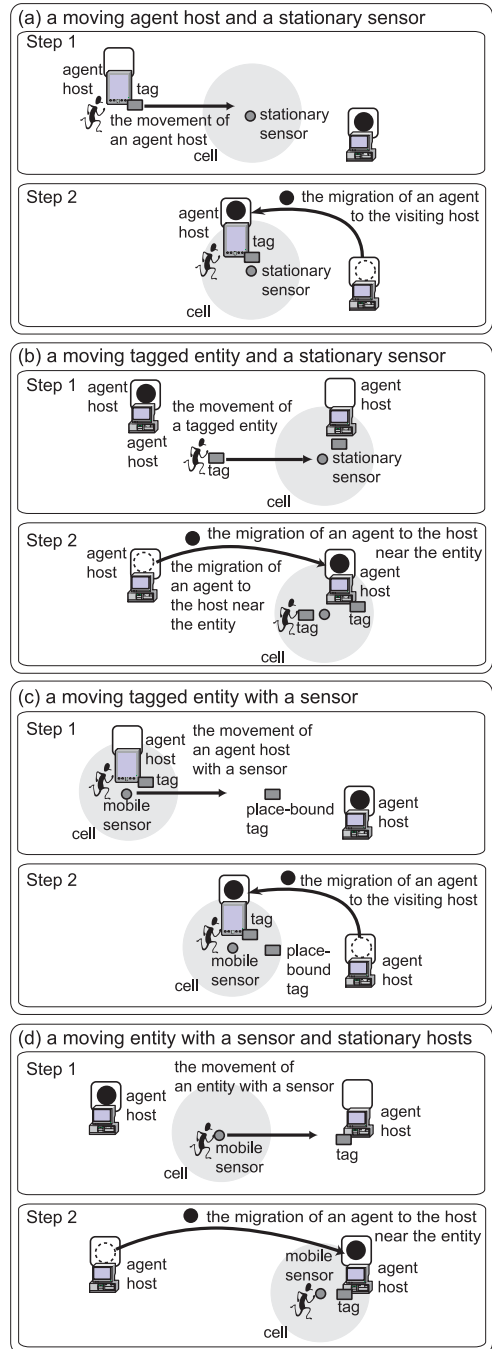 (a) a moving agent host and a stationary sensor
Step 1
agent
host
tag
the movement of
an agent host
stationary
sensor
cell
Step 2
the migration of an agent
to the visiting host
agent
host
tag
stationary
sensor
cell
(b) a moving tagged entity and a stationary sensor
Step 1
agent
host
agent
host
the movement of
a tagged entity
tag
agent
host
stationary
sensor
cell
Step 2
the migration of an agent to the host
near the entity
agent
host
the migration of
an agent to
the host near
the entity
agent
host
tag
tag
cell
(c) a moving tagged entity with a sensor
Step 1
agent
host
tag
the movement of
an agent host
with a sensor
mobile
sensor
cell
place-bound
tag
agent
host
Step 2
the migration of an agent
to the visiting host
tag
mobile
sensor
place-
bound
tag
agent
host
cell
(d) a moving entity with a sensor and stationary hosts
Step 1
the movement of
an entity with a sensor
agent
host
mobile
sensor
cell
agent
host
tag
Step 2
the migration of an agent to the host
near the entity
agent
host
mobile
sensor
agent
host
tag
cell